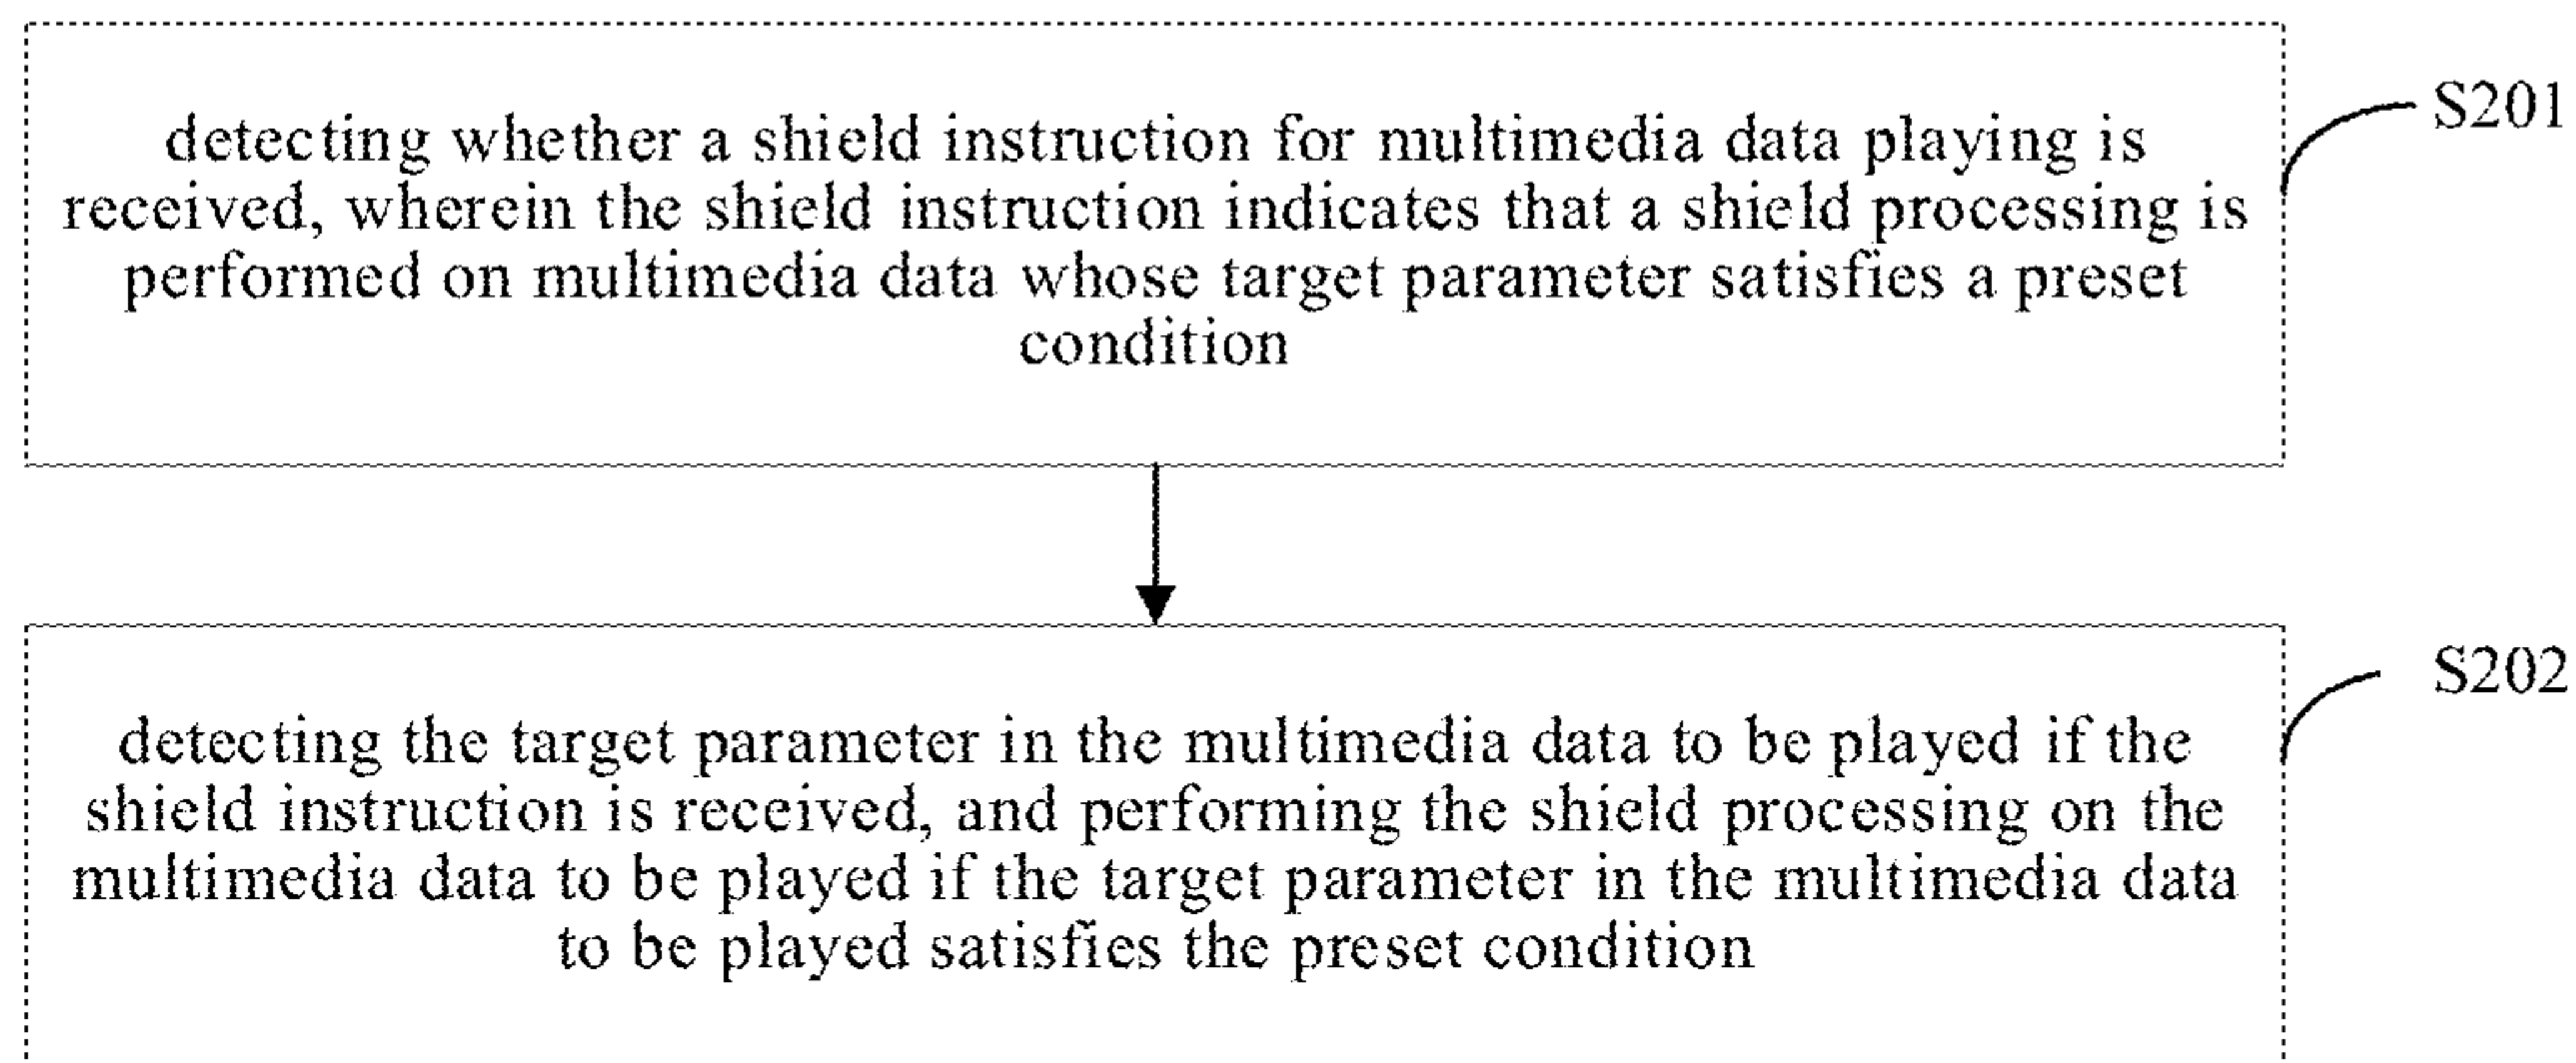 detecting whether a shield instruction for multimedia data playing is
received, wherein the shield instruction indicates that a shield processing is
performed on multimedia data whose target parameter satisfies a preset
condition
S201
detecting the target parameter in the multimedia data to be played if the
shield instruction is received, and performing the shield processing on the
multimedia data to be played if the target parameter in the multimedia data
to be played satisfies the preset condition
S202